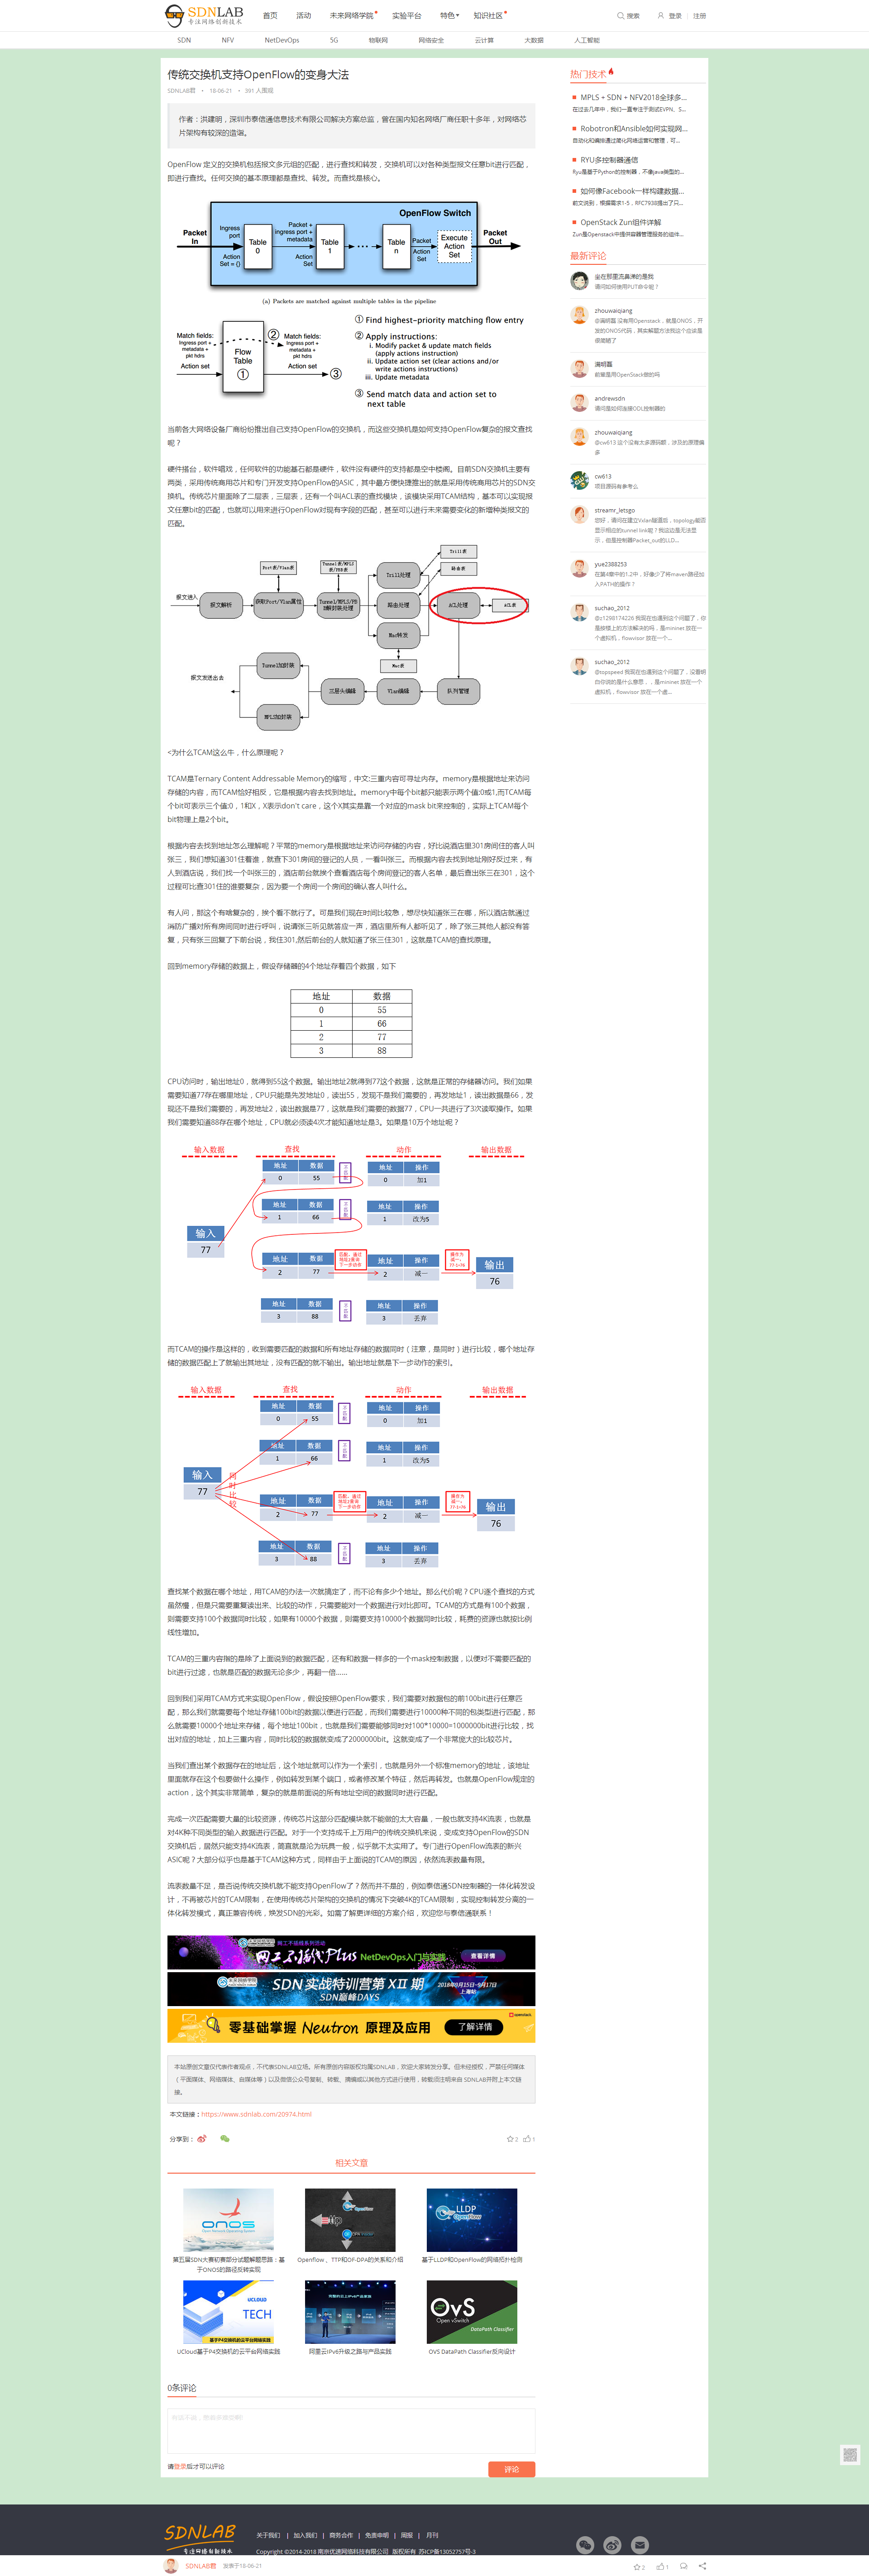 SDNLAB
专注网络创新技术
首页 活动 未来网络学院 实验平台 特色 知识社区 搜索 登录 注册
SDN NFV NetDevOps 5G 物联网 网络安全 云计算 大数据 人工智能
传统交换机支持OpenFlow的变身大法
SDNLAB君 • 18-06-21 • 391 人围观
作者：洪建明，深圳市泰信通信息技术有限公司解决方案总监，曾在国内知名网络厂商任职十多年，对网络芯
片架构有较深的造诣。
OpenFlow 定义的交换机包括报文多元组的匹配，进行查找和转发，交换机可以对各种类型报文任意bit进行匹配，
即进行查找。任何交换的基本原理都是查找、转发。而查找是核心。
OpenFlow Switch
Packet In
Ingress port
Action Set = {}
Table 0
Packet + ingress port + metadata
Action Set
Table 1
Table n
Packet
Action Set
Execute Action Set
Packet Out
(a) Packets are matched against multiple tables in the pipeline
Match fields:
Ingress port + metadata + pkt hdrs
Action set
Flow Table
①
②
Match fields:
Ingress port + metadata + pkt hdrs
Action set
③
① Find highest-priority matching flow entry
② Apply instructions:
i. Modify packet & update match fields
(apply actions instruction)
ii. Update action set (clear actions and/or
write actions instructions)
iii. Update metadata
③ Send match data and action set to
next table
当前各大网络设备厂商纷纷推出自己支持OpenFlow的交换机，而这些交换机是如何支持OpenFlow复杂的报文查找
呢？
硬件搭台，软件唱戏，任何软件的功能基石都是硬件，软件没有硬件的支持都是空中楼阁。目前SDN交换机主要有
两类，采用传统商用芯片和专门开发支持OpenFlow的ASIC，其中最方便快捷推出的就是采用传统商用芯片的SDN交
换机。传统芯片里面除了二层表，三层表，还有一个叫ACL表的查找模块，该模块采用TCAM结构，基本可以实现报
文任意bit的匹配，也就可以用来进行OpenFlow对现有字段的匹配，甚至可以进行未来需要变化的新增种类报文的
匹配。
Trill表
路由表
Port表/Vlan表
Tunnel表/MPLS表/PBB表
Trill处理
报文进入
报文解析
获取Port/Vlan属性
Tunnel/MPLS/PBB解封装处理
路由处理
ACL处理
ACL表
Mac转发
Mac表
Tunnel加封装
报文发送出去
三层头编辑
Vlan编辑
队列管理
MPLS加封装
<为什么TCAM这么牛，什么原理呢？
TCAM是Ternary Content Addressable Memory的缩写，中文:三重内容可寻址内存。memory是根据地址来访问
存储的内容，而TCAM恰好相反，它是根据内容去找到地址。memory中每个bit都只能表示两个值:0或1,而TCAM每
个bit可表示三个值:0，1和X，X表示don't care，这个X其实是靠一个对应的mask bit来控制的，实际上TCAM每个
bit物理上是2个bit。
根据内容去找到地址怎么理解呢？平常的memory是根据地址来访问存储的内容，好比说酒店里301房间住的客人叫
张三，我们想知道301住着谁，就查下301房间的登记的人员，一看叫张三。而根据内容去找到地址刚好反过来，有
人到酒店说，我们找一个叫张三的，酒店前台就挨个查看酒店每个房间登记的客人名单，最后查出张三在301，这个
过程可比查301住的谁要复杂，因为要一个房间一个房间的确认客人叫什么。
有人问，那这个有啥复杂的，挨个看不就行了。可是我们现在时间比较急，想尽快知道张三在哪，所以酒店就通过
消防广播对所有房间同时进行呼叫，说请张三听见就答应一声，酒店里所有人都听见了，除了张三其他人都没有答
复，只有张三回复了下前台说，我住301,然后前台的人就知道了张三住301，这就是TCAM的查找原理。
回到memory存储的数据上，假设存储器的4个地址存着四个数据，如下
地址 数据
0 55
1 66
2 77
3 88
CPU访问时，输出地址0，就得到55这个数据。输出地址2就得到77这个数据，这就是正常的存储器访问。我们如果
需要知道77存在哪里地址，CPU只能是先发地址0，读出55，发现不是我们需要的，再发地址1，读出数据是66，发
现还不是我们需要的，再发地址2，读出数据是77，这就是我们需要的数据77，CPU一共进行了3次读取操作。如果
我们需要知道88存在哪个地址，CPU就必须读4次才能知道地址是3。如果是10万个地址呢？
输入数据 查找 动作 输出数据
地址 数据 不匹配 地址 操作
0 55 0 加1
地址 数据 不匹配 地址 操作
1 66 1 改为5
输入
77
地址 数据 匹配，通过地址2查询下一步动作 地址 操作 操作为减一，77-1=76 输出
2 77 2 减一 76
地址 数据 不匹配 地址 操作
3 88 3 丢弃
而TCAM的操作是这样的，收到需要匹配的数据和所有地址存储的数据同时（注意，是同时）进行比较，哪个地址存
储的数据匹配上了就输出其地址，没有匹配的就不输出。输出地址就是下一步动作的索引。
输入数据 查找 动作 输出数据
地址 数据 不匹配 地址 操作
0 55 0 加1
地址 数据 不匹配 地址 操作
1 66 1 改为5
输入
77
同时比较
地址 数据 匹配，通过地址2查询下一步动作 地址 操作 操作为减一，77-1=76 输出
2 77 2 减一 76
地址 数据 不匹配 地址 操作
3 88 3 丢弃
查找某个数据在哪个地址，用TCAM的办法一次就搞定了，而不论有多少个地址。那么代价呢？CPU逐个查找的方式
虽然慢，但是只需要重复读出来、比较的动作，只需要能对一个数据进行对比即可。TCAM的方式是有100个数据，
则需要支持100个数据同时比较，如果有10000个数据，则需要支持10000个数据同时比较，耗费的资源也就按比例
线性增加。
TCAM的三重内容指的是除了上面说到的数据匹配，还有和数据一样多的一个mask控制数据，以便对不需要匹配的
bit进行过滤，也就是匹配的数据无论多少，再翻一倍……
回到我们采用TCAM方式来实现OpenFlow，假设按照OpenFlow要求，我们需要对数据包的前100bit进行任意匹
配，那么我们就需要每个地址存储100bit的数据以便进行匹配，而我们需要进行10000种不同的包类型进行匹配，那
么就需要10000个地址来存储，每个地址100bit，也就是我们需要能够同时对100*10000=1000000bit进行比较，找
出对应的地址，加上三重内容，同时比较的数据就变成了2000000bit。这就变成了一个非常庞大的比较芯片。
当我们查出某个数据存在的地址后，这个地址就可以作为一个索引，也就是另外一个标准memory的地址，该地址
里面就存在这个包要做什么操作，例如转发到某个端口，或者修改某个特征，然后再转发。也就是OpenFlow规定的
action，这个其实非常简单，复杂的就是前面说的所有地址空间的数据同时进行匹配。
完成一次匹配需要大量的比较资源，传统芯片这部分匹配模块就不能做的太大容量，一般也就支持4K流表，也就是
对4K种不同类型的输入数据进行匹配。对于一个支持成千上万用户的传统交换机来说，变成支持OpenFlow的SDN
交换机后，居然只能支持4K流表，简直就是沦为玩具一般，似乎就不太实用了。专门进行OpenFlow流表的新兴
ASIC呢？大部分似乎也是基于TCAM这种方式，同样由于上面说的TCAM的原因，依然流表数量有限。
流表数量不足，是否说传统交换机就不能支持OpenFlow了？然而并不是的，例如泰信通SDN控制器的一体化转发设
计，不再被芯片的TCAM限制，在使用传统芯片架构的交换机的情况下突破4K的TCAM限制，实现控制转发分离的一
体化转发模式，真正兼容传统，焕发SDN的光彩。如需了解更详细的方案介绍，欢迎您与泰信通联系！
网工不惑线Plus NetDevOps入门与实践 查看详情
SDN实战特训营第XII期
SDN巅峰DAYS
2018年9月15日-9月17日
上海站
零基础掌握 Neutron 原理及应用 了解详情
本站原创文章仅代表作者观点，不代表SDNLAB立场。所有原创内容版权均属SDNLAB，欢迎大家转发分享。但未经授权，严禁任何媒体
（平面媒体、网络媒体、自媒体等）以及微信公众号复制、转载、摘编或以其他方式进行使用，转载须注明来自 SDNLAB并附上本文链
接。
本文链接：https://www.sdnlab.com/20974.html
分享到：
2 1
相关文章
ONOS
第五届SDN大赛初赛部分试题解题思路：基
于ONOS的路径反转实现
Openflow 、TTP和OF-DPA的关系和介绍
LLDP
OpenFlow
基于LLDP和OpenFlow的网络拓扑检测
UCLOUD
TECH
基于P4交换机的云平台网络实践
UCloud基于P4交换机的云平台网络实践
阿里云IPv6升级之路与产品实践
OvS
Open vSwitch
DataPath Classifier
OVS DataPath Classifier反向设计
0条评论
请登录后才可以评论
评论
热门技术
MPLS + SDN + NFV2018全球多...
在过去几年中，我们一直专注于测试EVPN、S...
Robotron和Ansible如何实现网...
自动化和编排通过简化网络运营和管理，可...
RYU多控制器通信
Ryu是基于Python的控制器，不像java类型的...
如何像Facebook一样构建数据...
前文说到，根据需求1-5，RFC7938提出了只...
OpenStack Zun组件详解
Zun是Openstack中提供容器管理服务的组件...
最新评论
坐在那里流鼻涕的是我
请问如何使用PUT命令呢？
zhouwaiqiang
@满明磊 没有用Openstack，就是ONOS，开
发的ONOS代码，其实解题方法我这个应该是
很麻烦了
满明磊
前辈是用OpenStack做的吗
andrewsdn
请问是如何连接ODL控制器的
zhouwaiqiang
@cw613 这个没有太多源码额，涉及的原理偏
多
cw613
项目源码有参考么
streamr_letsgo
您好，请问在建立Vxlan隧道后，topology能否
显示相应的tunnel link呢？我这边是无法显
示，但是控制器Packet_out的LLD...
yue2388253
在第4章中的1.2中，好像少了将maven路径加
入PATH的操作？
suchao_2012
@z1298174226 我现在也遇到这个问题了，你
是按楼上的方法解决的吗，是mininet 放在一
个虚拟机... flowvisor 放在一个...
suchao_2012
@topspeed 我现在也遇到这个问题了，没看明
白你说的是什么意思，，是mininet 放在一个
虚拟机，flowvisor 放在一个虚...
SDNLAB
专注网络创新技术
关于我们 | 加入我们 | 商务合作 | 免责申明 | 周报 | 月刊
Copyright ©2014-2018 南京优速网络科技有限公司 版权所有 苏ICP备13052757号-3
SDNLAB君 发表于18-06-21
2 1